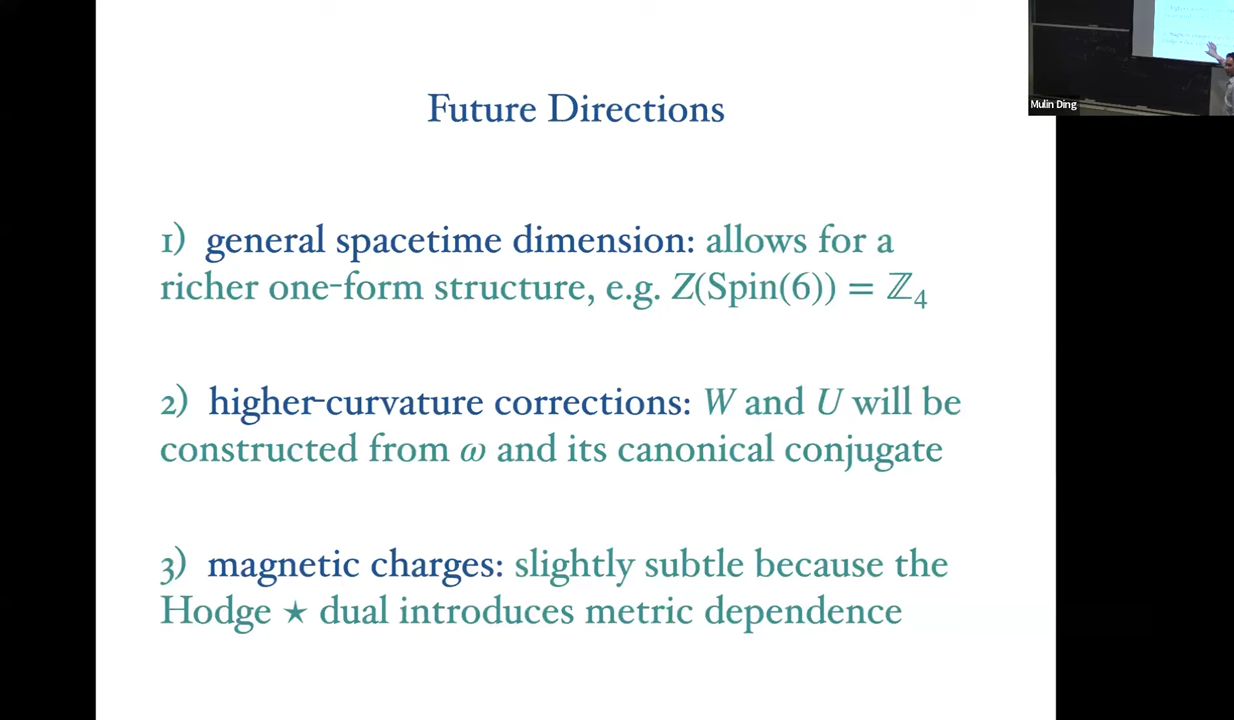 Future Directions
Mulin Ding
1) general spacetime dimension: allows for a
richer one-form structure, e.g. Z(Spin(6)) = ℤ₄
2) higher-curvature corrections: W and U will be
constructed from ω and its canonical conjugate
3) magnetic charges: slightly subtle because the
Hodge ⋆ dual introduces metric dependence